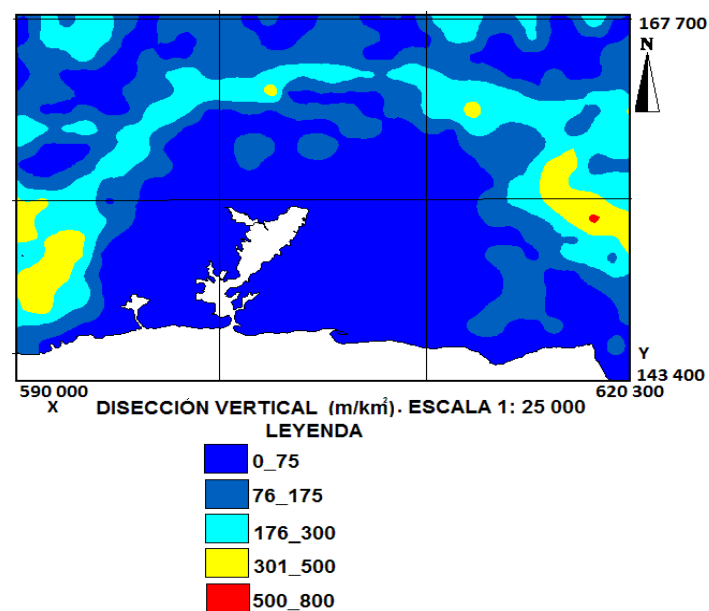 167 700
N
Y
143 400
590 000
620 300
X
DISECCIÓN VERTICAL (m/km²). ESCALA 1: 25 000
LEYENDA
0_75
76_175
176_300
301_500
500_800